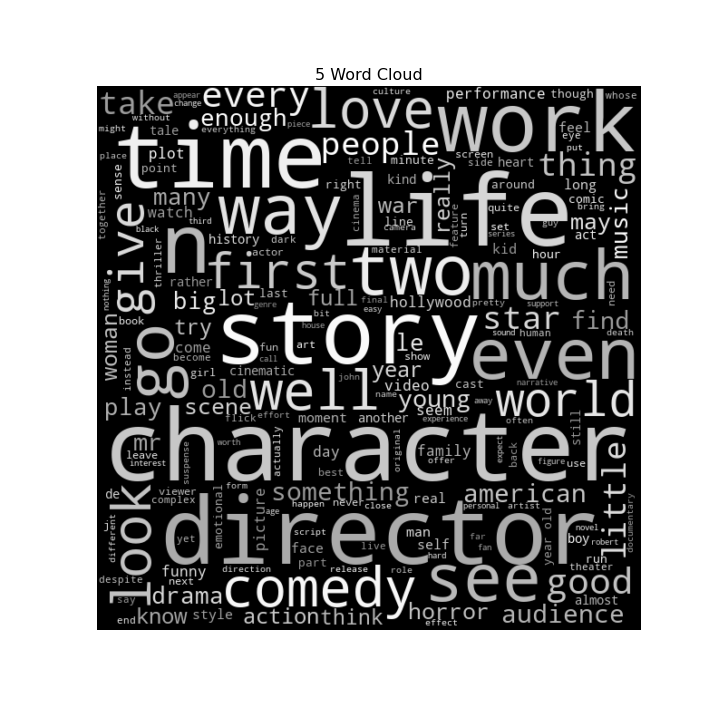 5 Word Cloud
appear culture
take every love performance though whose
change work
without enough everything piece
might tale time people feel
place plot tell minute screen eye
point side heart put thing
sense right kind really around long
together many way life quite comic bring
watch war cinema feature turn set series guy may music
black third line camera act
thriller n history dark material kid hour
give actor
rather first two much need
nothing big lot last full final hollywood pretty support
genre easy
book try bit story star find
woman go house le sound human death
instead come fun art show even
become call year
girl cinematic john video cast narrative
old well name young away world
play scene seem
effort moment another experience often
flick
mr worth character still little
leave actually day family original expect back
interest suspense best offer figure use
de viewer something real american
complex form happen never close personal artist
look j emotional picture age director novel
different yet script man far year old boy robert documentary
face live self fan
part hard run
despite funny direction release role see theater
next comedy good
say drama almost
end know style action think horror audience
effect